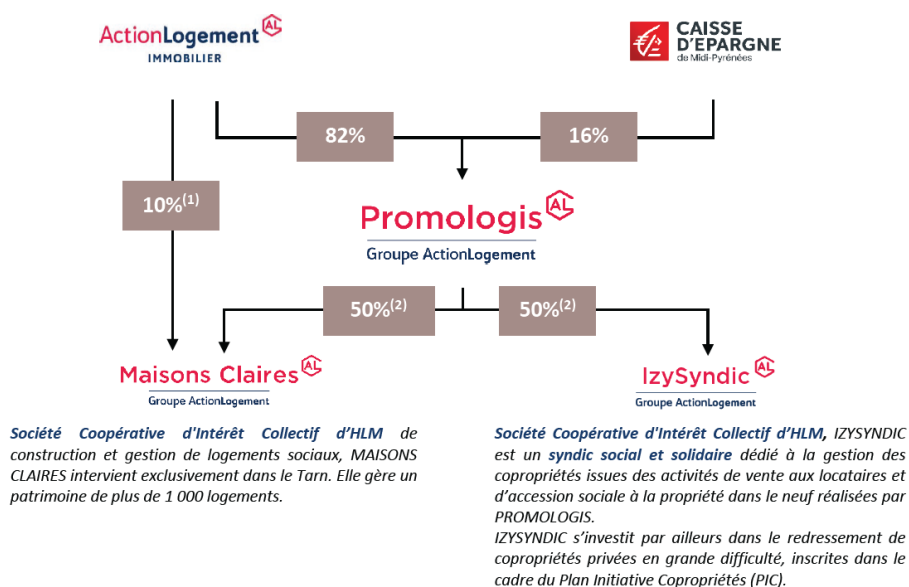 ActionLogement AL
IMMOBILIER
CAISSE
D'EPARGNE
de Midi-Pyrénées
82%
16%
10%(1)
Promologis AL
Groupe ActionLogement
50%(2)
50%(2)
Maisons Claires AL
Groupe ActionLogement
IzySyndic AL
Groupe ActionLogement
Société Coopérative d'Intérêt Collectif d'HLM de
construction et gestion de logements sociaux, MAISONS
CLAIRES intervient exclusivement dans le Tarn. Elle gère un
patrimoine de plus de 1 000 logements.
Société Coopérative d'Intérêt Collectif d'HLM, IZYSYNDIC
est un syndic social et solidaire dédié à la gestion des
copropriétés issues des activités de vente aux locataires et
d'accession sociale à la propriété dans le neuf réalisées par
PROMOLOGIS.
IZYSYNDIC s'investit par ailleurs dans le redressement de
copropriétés privées en grande difficulté, inscrites dans le
cadre du Plan Initiative Copropriétés (PIC).